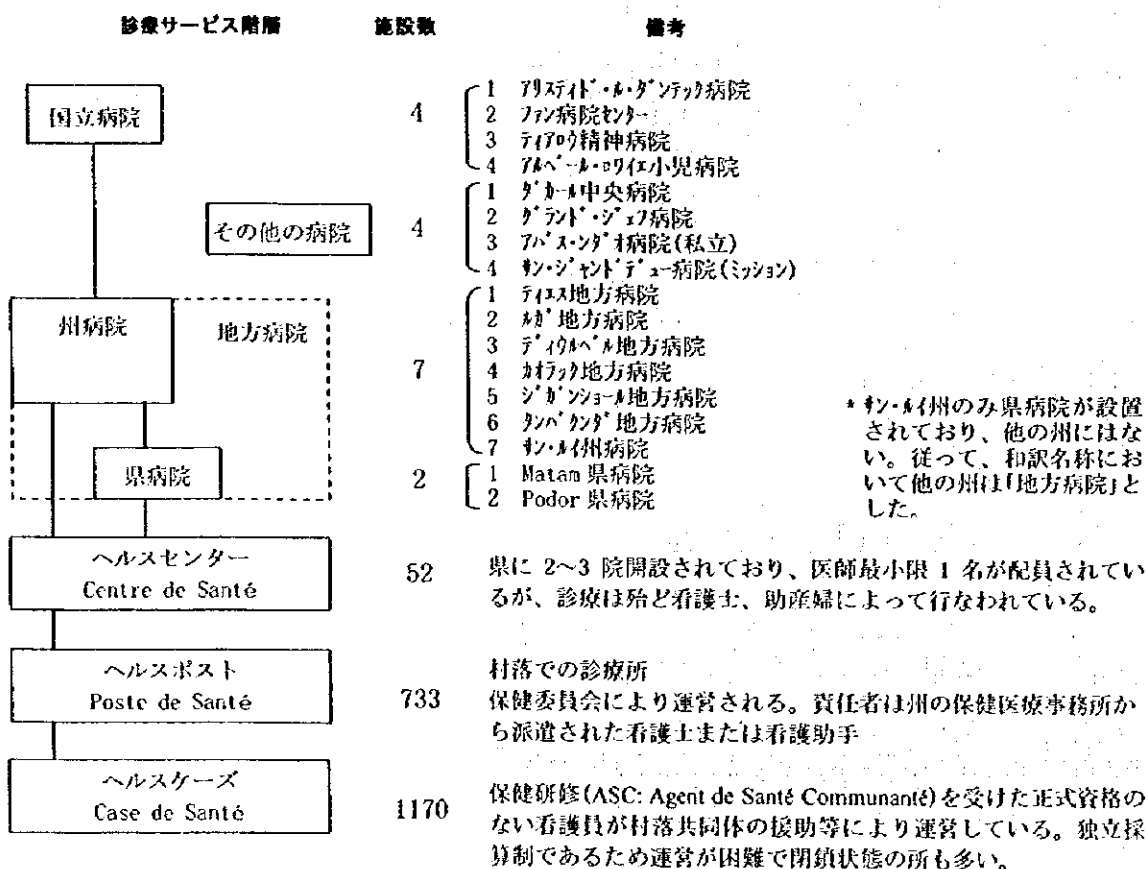 診療サービス階層 施設数 備考
国立病院 4
1 アリスティド・ル・ダンテック病院
2 ファン病院センター
3 ティアロウ精神病院
4 アルベール・ロワイエ小児病院
その他の病院 4
1 ダカール中央病院
2 グランド・ジョフ病院
3 アバス・ンダオ病院(私立)
4 サン・ジャンドデュー病院(ミッション)
州病院 地方病院 7
1 ティエス地方病院
2 ルガ地方病院
3 ディウルベル地方病院
4 カオラック地方病院
5 ジガンショール地方病院
6 タンバクンダ地方病院
7 サン・ルイ州病院
県病院 2
1 Matam 県病院
2 Podor 県病院
* サン・ルイ州のみ県病院が設置
されており、他の州にはな
い。従って、和訳名称にお
いて他の州は「地方病院」と
した。
ヘルスセンター
Centre de Santé
52
県に 2~3 院開設されており、医師最小限 1 名が配員されてい
るが、診療は殆ど看護士、助産婦によって行なわれている。
ヘルスポスト
Poste de Santé
733
村落での診療所
保健委員会により運営される。責任者は州の保健医療事務所か
ら派遣された看護士または看護助手
ヘルスケーズ
Case de Santé
1170
保健研修(ASC: Agent de Santé Communanté)を受けた正式資格の
ない看護員が村落共同体の援助等により運営している。独立採
算制であるため運営が困難で閉鎖状態の所も多い。